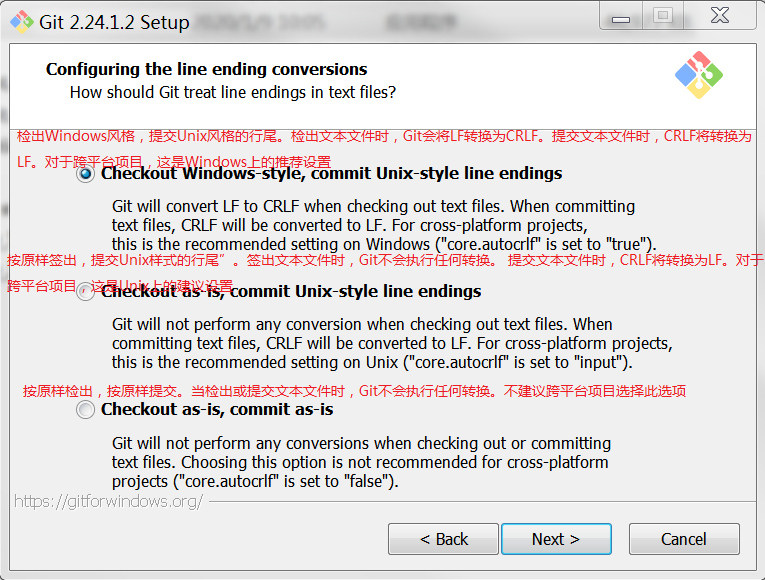 Git 2.24.1.2 Setup
Configuring the line ending conversions
How should Git treat line endings in text files?
检出Windows风格，提交Unix风格的行尾。检出文本文件时，Git会将LF转换为CRLF。提交文本文件时，CRLF将转换为
LF。对于跨平台项目，这是Windows上的推荐设置
Checkout Windows-style, commit Unix-style line endings
Git will convert LF to CRLF when checking out text files. When committing
text files, CRLF will be converted to LF. For cross-platform projects,
this is the recommended setting on Windows ("core.autocrlf" is set to "true").
按原样签出，提交Unix样式的行尾”。签出文本文件时，Git不会执行任何转换。 提交文本文件时，CRLF将转换为LF。对于
跨平台项目，这是Unix上的建议设置
Checkout as-is, commit Unix-style line endings
Git will not perform any conversion when checking out text files. When
committing text files, CRLF will be converted to LF. For cross-platform projects,
this is the recommended setting on Unix ("core.autocrlf" is set to "input").
按原样检出，按原样提交。当检出或提交文本文件时，Git不会执行任何转换。不建议跨平台项目选择此选项
Checkout as-is, commit as-is
Git will not perform any conversions when checking out or committing
text files. Choosing this option is not recommended for cross-platform
projects ("core.autocrlf" is set to "false").
https://gitforwindows.org/
< Back Next > Cancel